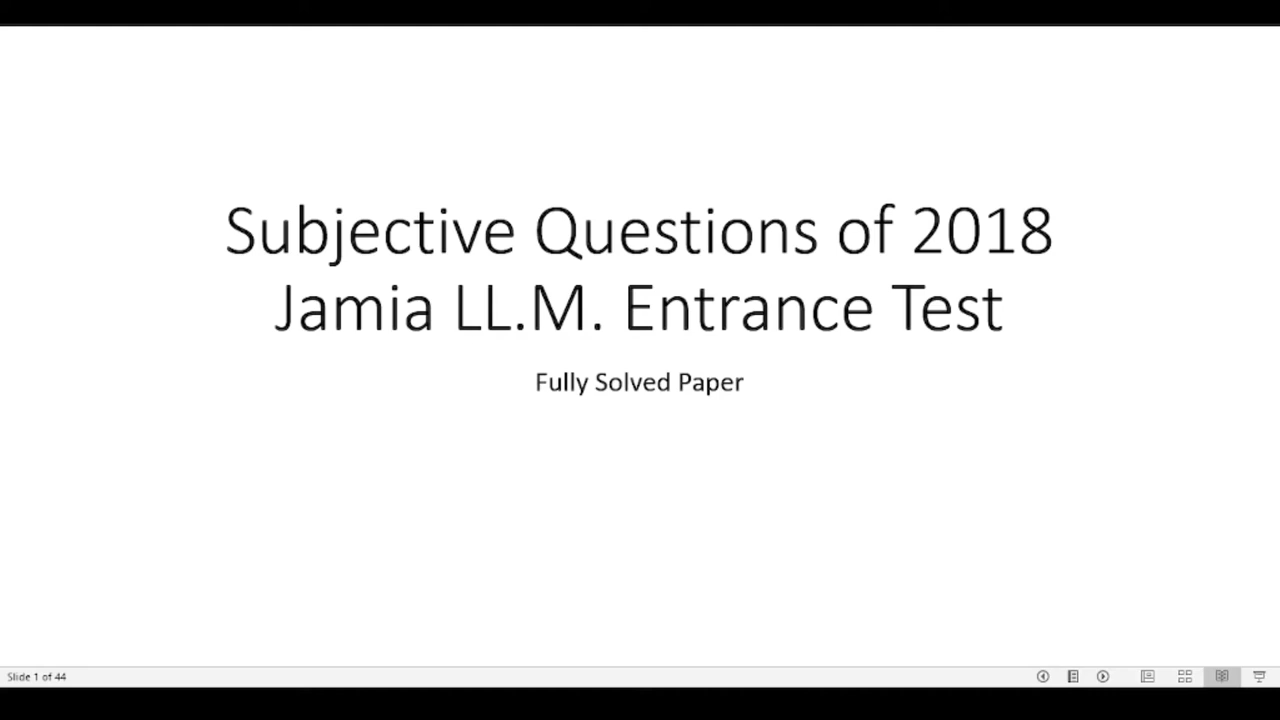 Subjective Questions of 2018
Jamia LL.M. Entrance Test
Fully Solved Paper
Slide 1 of 44